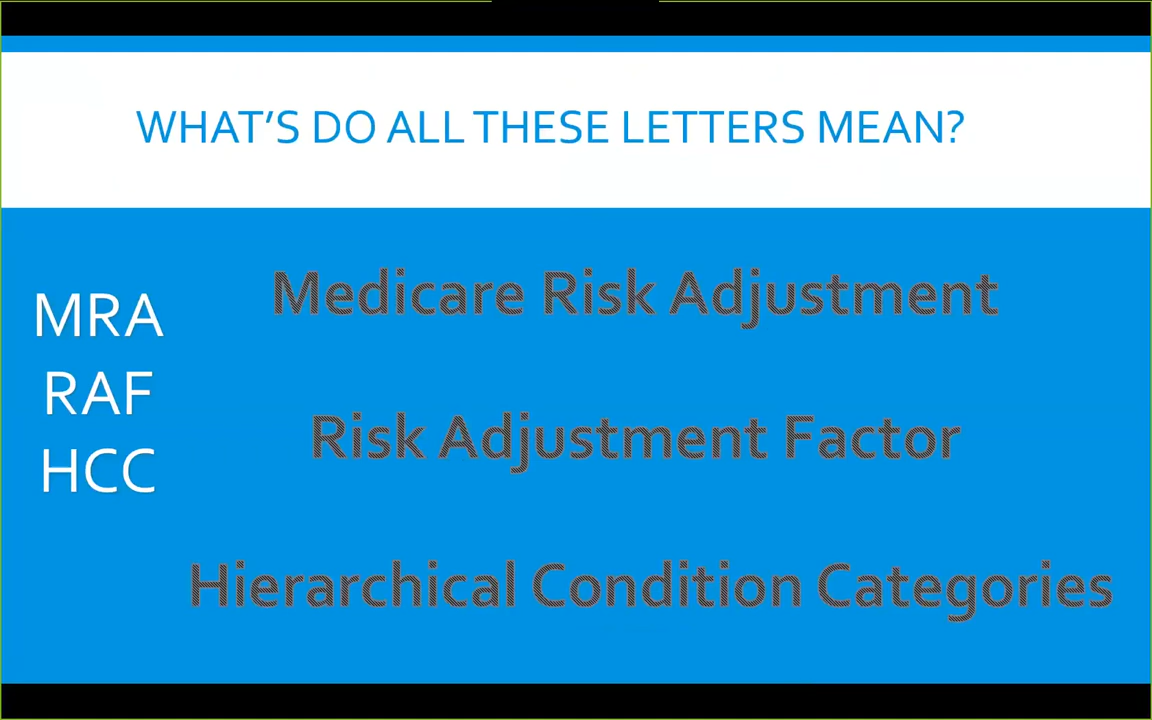 WHAT'S DO ALL THESE LETTERS MEAN?
MRA
RAF
HCC
Medicare Risk Adjustment
Risk Adjustment Factor
Hierarchical Condition Categories